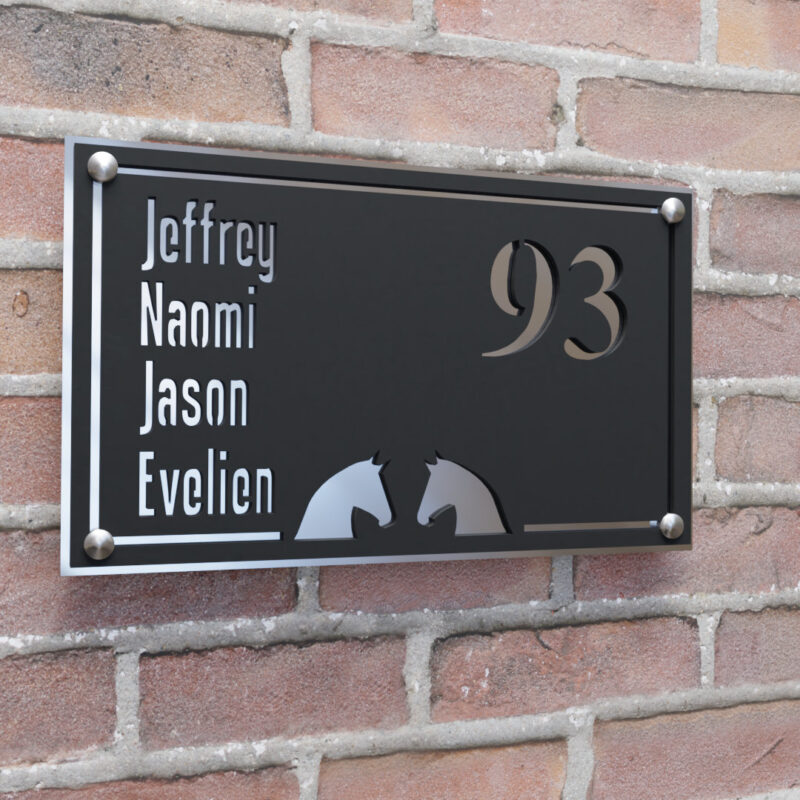 Jeffrey
Naomi
Jason
Evelien
93